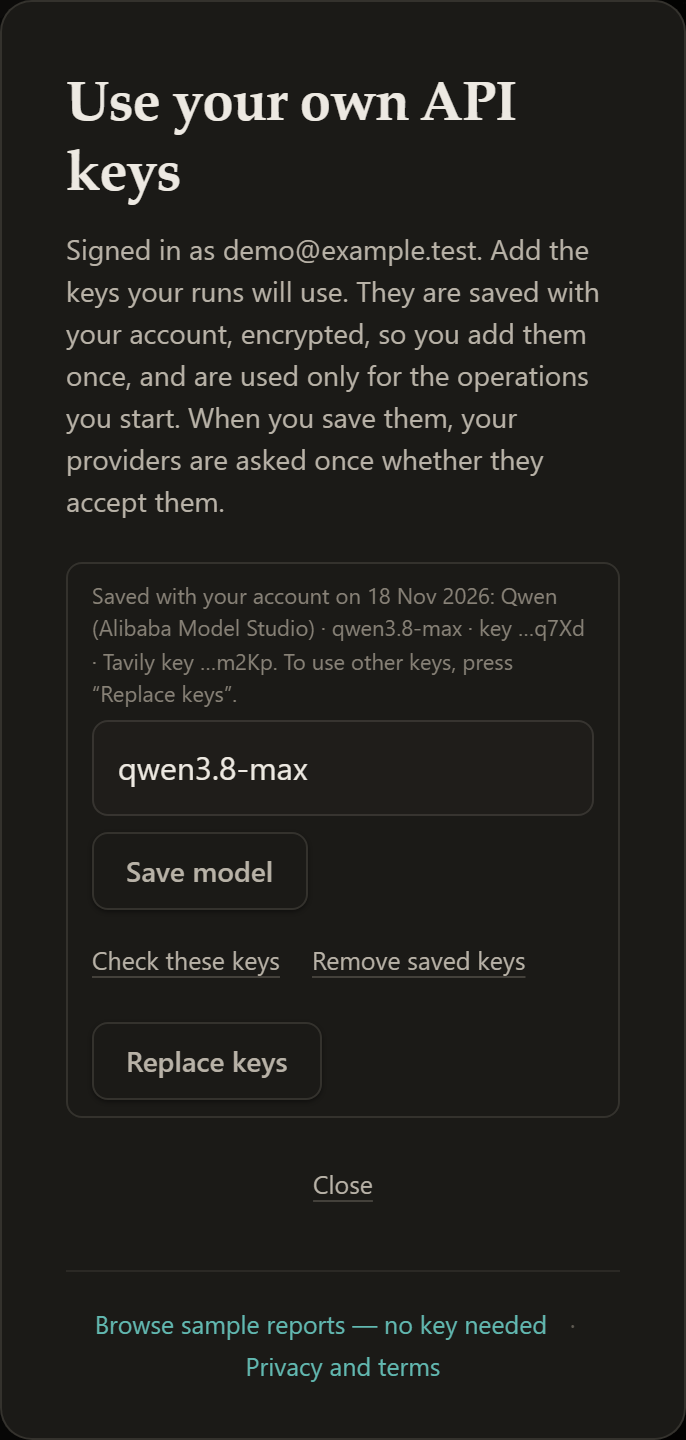 Use your own API
keys
Signed in as demo@example.test. Add the
keys your runs will use. They are saved with
your account, encrypted, so you add them
once, and are used only for the operations
you start. When you save them, your
providers are asked once whether they
accept them.
Saved with your account on 18 Nov 2026: Qwen
(Alibaba Model Studio) · qwen3.8-max · key …q7Xd
· Tavily key …m2Kp. To use other keys, press
“Replace keys”.
qwen3.8-max
Save model
Check these keys Remove saved keys
Replace keys
Close
Browse sample reports — no key needed ·
Privacy and terms